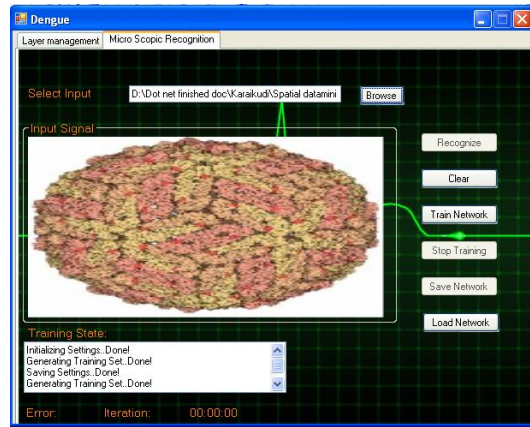 Dengue
Layer management Micro Scopic Recognition
Select Input D:\Dot net finished doc\Karaikudi\Spatial datamini Browse
Input Signal
Recognize
Clear
Train Network
Stop Training
Save Network
Load Network
Training State:
Initializing Settings..Done!
Generating Training Set..Done!
Saving Settings..Done!
Generating Training Set..Done!
Error: Iteration: 00:00:00